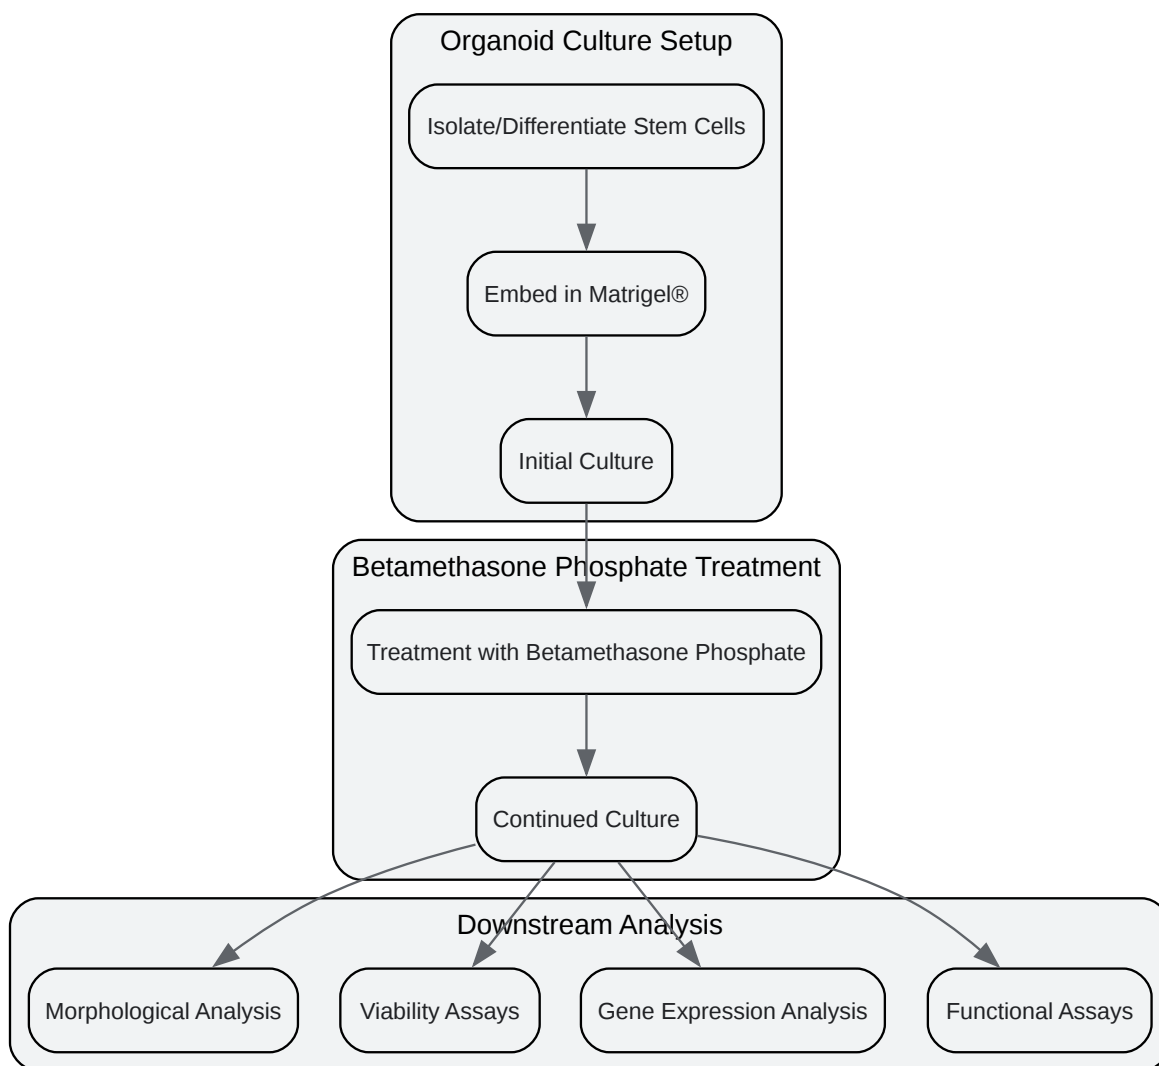 Organoid Culture Setup
Isolate/Differentiate Stem Cells
Embed in Matrigel®
Initial Culture
Betamethasone Phosphate Treatment
Treatment with Betamethasone Phosphate
Continued Culture
Downstream Analysis
Morphological Analysis
Viability Assays
Gene Expression Analysis
Functional Assays